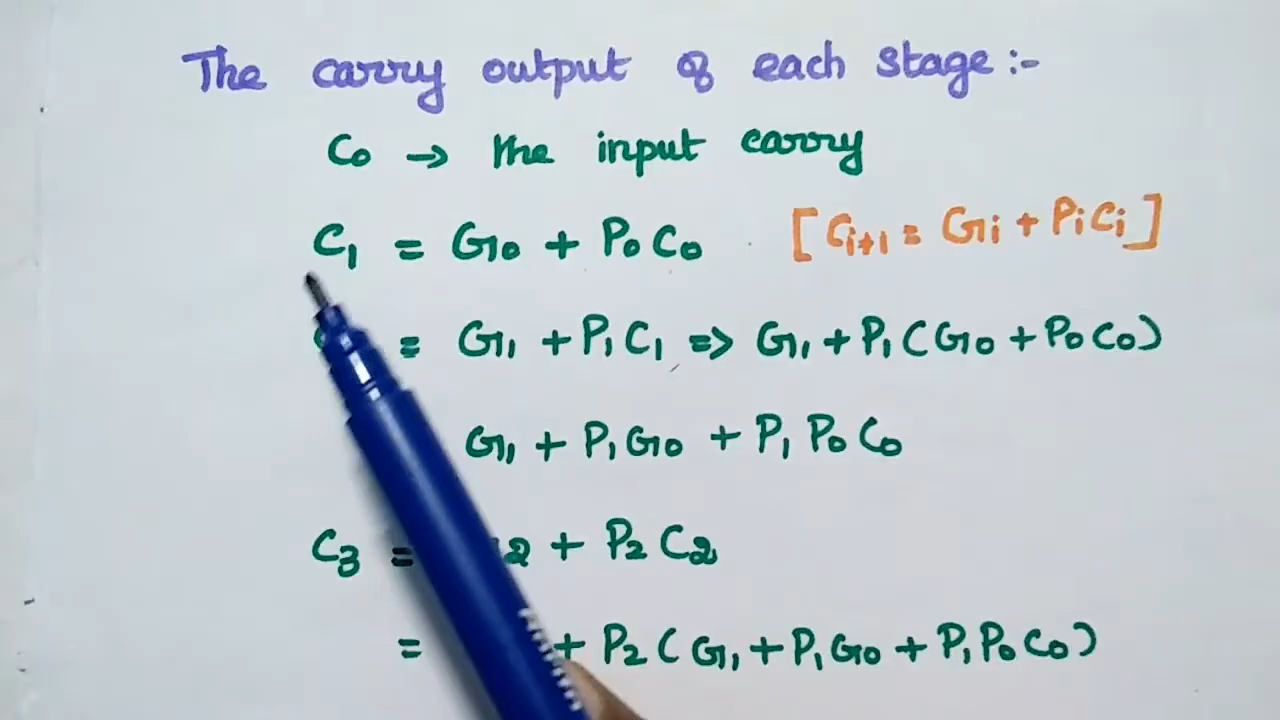 The carry output of each stage :-
C₀ → the input carry
C₁ = G₀ + P₀C₀ [Cᵢ₊₁ = Gᵢ + PᵢCᵢ]
= G₁ + P₁C₁ => G₁ + P₁(G₀ + P₀C₀)
G₁ + P₁G₀ + P₁P₀C₀
C₃ = ₂ + P₂C₂
= + P₂(G₁ + P₁G₀ + P₁P₀C₀)